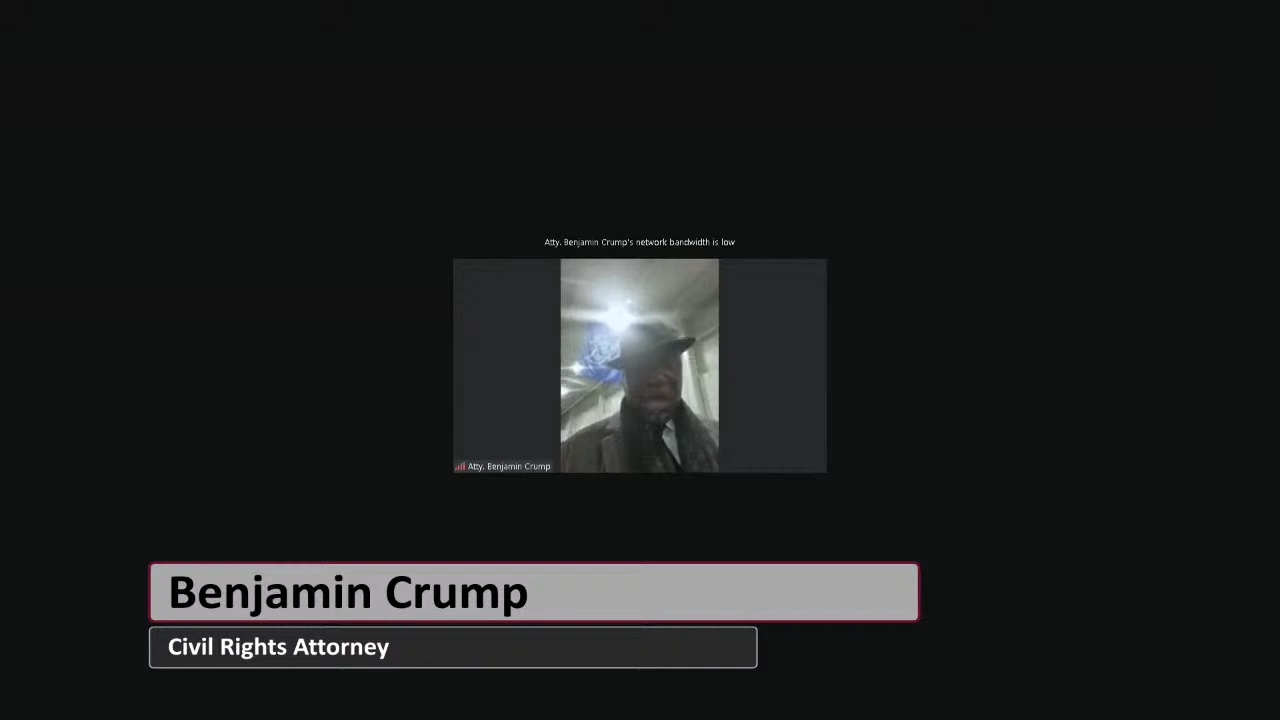 Atty. Benjamin Crump's network bandwidth is low
Atty. Benjamin Crump
Benjamin Crump
Civil Rights Attorney